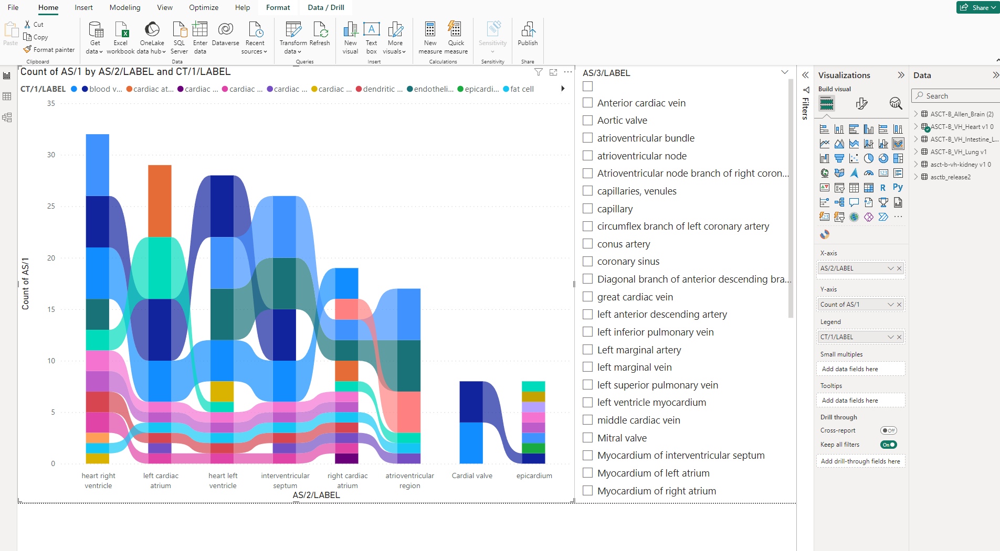 File Home Insert Modeling View Optimize Help Format Data / Drill Share
Paste
Cut
Copy
Format painter
Clipboard
Get data
Excel workbook
OneLake data hub
SQL Server
Enter data
Dataverse
Recent sources
Data
Transform data
Refresh
Queries
New visual
Text box
More visuals
Insert
New measure
Quick measure
Calculations
Sensitivity
Sensitivity
Publish
Share
Count of AS/1 by AS/2/LABEL and CT/1/LABEL
CT/1/LABEL blood v... cardiac at... cardiac ... cardiac ... cardiac ... cardiac ... dendritic ... endotheli... epicardi... fat cell
35
30
25
20
15
10
5
0
Count of AS/1
heart right ventricle
left cardiac atrium
heart left ventricle
interventricular septum
right cardiac atrium
atrioventricular region
Cardial valve
epicardium
AS/2/LABEL
AS/3/LABEL
Anterior cardiac vein
Aortic valve
atrioventricular bundle
atrioventricular node
Atrioventricular node branch of right coron...
capillaries, venules
capillary
circumflex branch of left coronary artery
conus artery
coronary sinus
Diagonal branch of anterior descending bra...
great cardiac vein
left anterior descending artery
left inferior pulmonary vein
Left marginal artery
left marginal vein
left superior pulmonary vein
left ventricle myocardium
middle cardiac vein
Mitral valve
Myocardium of interventricular septum
Myocardium of left atrium
Myocardium of right atrium
Filters
Visualizations
Build visual
123
R
Py
123
X-axis
AS/2/LABEL
Y-axis
Count of AS/1
Legend
CT/1/LABEL
Small multiples
Add data fields here
Tooltips
Add data fields here
Drill through
Cross-report Off
Keep all filters On
Add drill-through fields here
Data
Search
ASCT-B_Allen_Brain (2)
ASCT-B_VH_Heart v1 0
ASCT-B_VH_Intestine_L...
ASCT-B_VH_Lung v1
asct-b-vh-kidney v1 0
asctb_release2